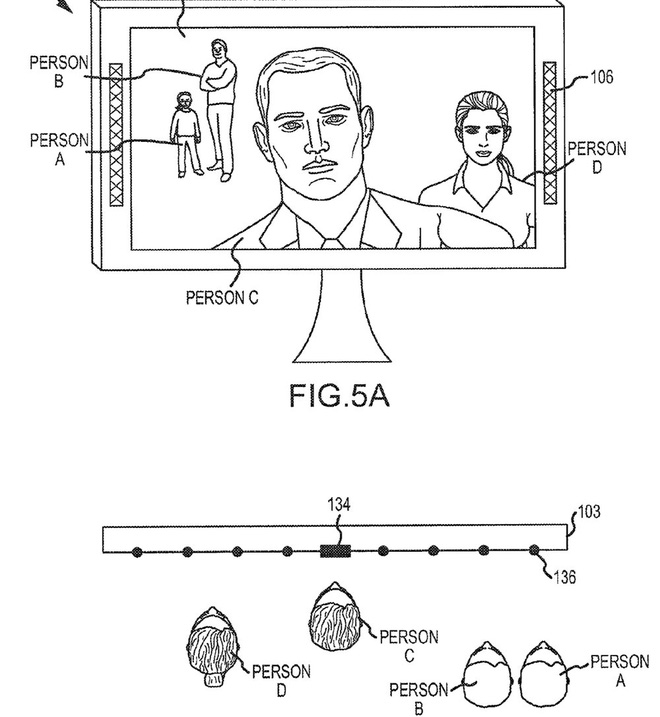 PERSON
B
106
PERSON
A
PERSON
D
PERSON C
FIG.5A
134
103
136
PERSON
C
PERSON
D
PERSON
B
PERSON
A